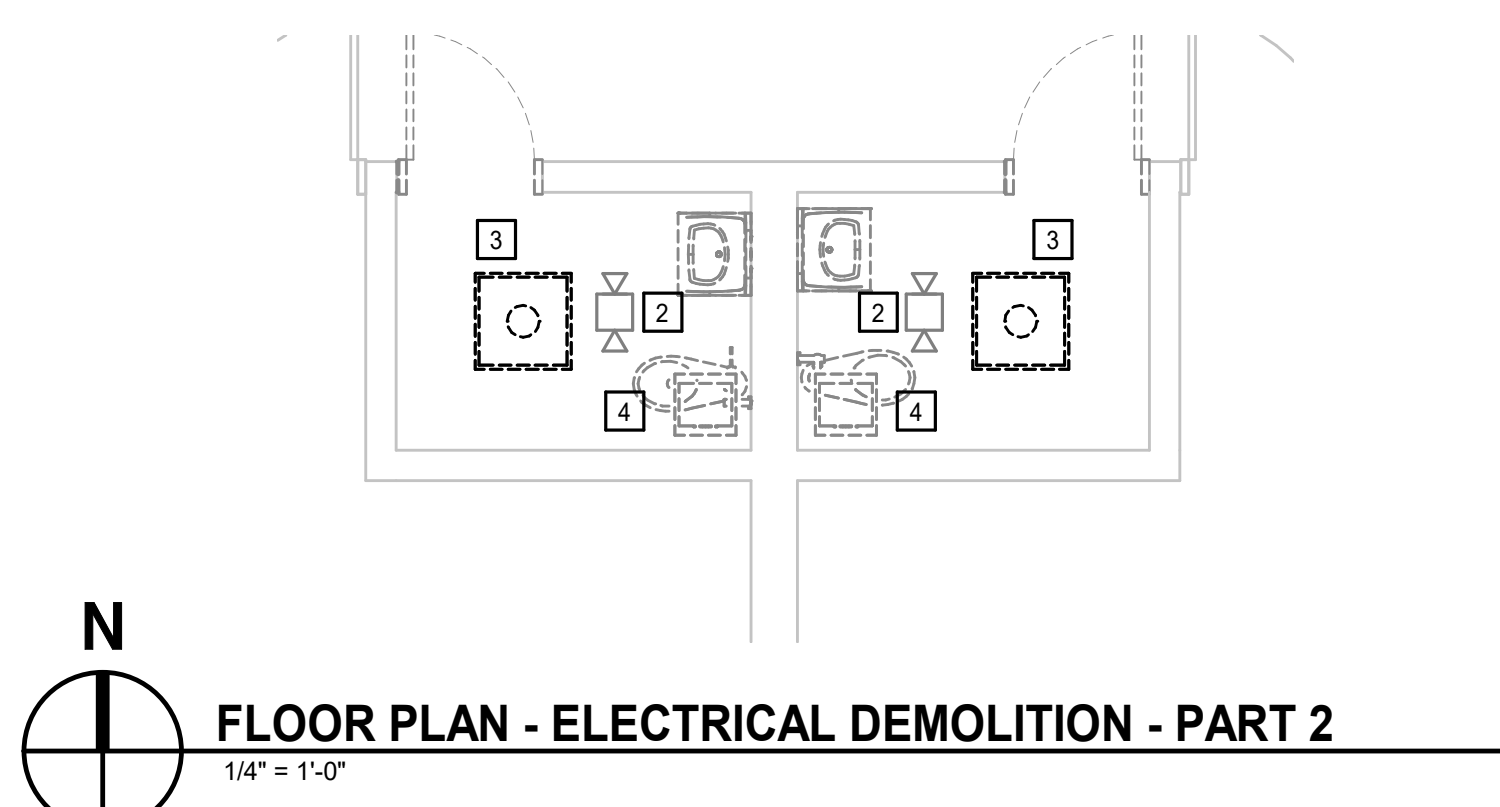 3
3
2
2
4
4
N
FLOOR PLAN - ELECTRICAL DEMOLITION - PART 2
1/4" = 1'-0"